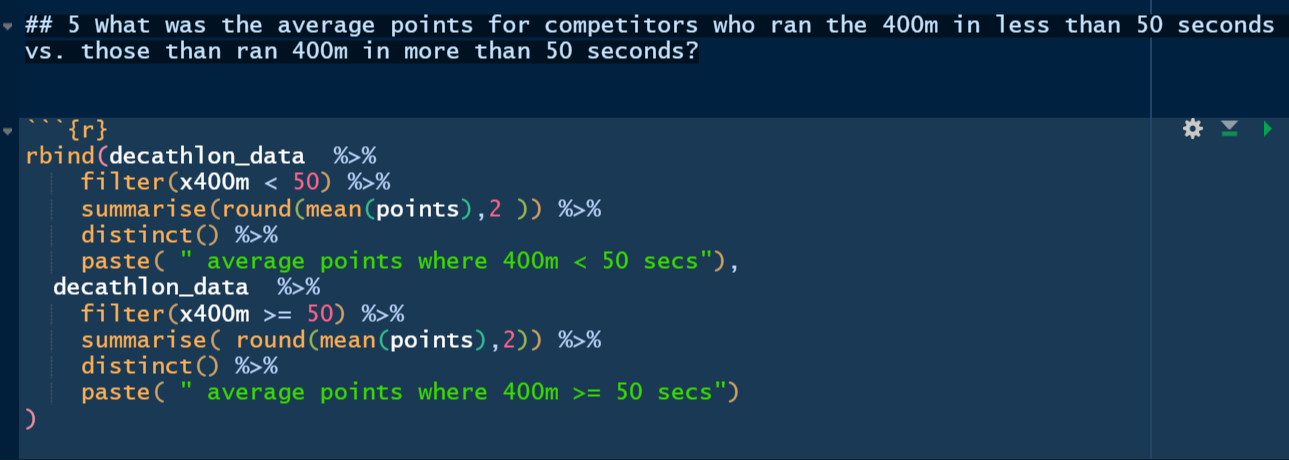 ## 5 What was the average points for competitors who ran the 400m in less than 50 seconds
vs. those than ran 400m in more than 50 seconds?
```{r}
rbind(decathlon_data  %>%
    filter(x400m < 50) %>%
    summarise(round(mean(points),2 )) %>%
    distinct() %>%
    paste( " average points where 400m < 50 secs"),
  decathlon_data  %>%
    filter(x400m >= 50) %>%
    summarise( round(mean(points),2)) %>%
    distinct() %>%
    paste( " average points where 400m >= 50 secs")
)